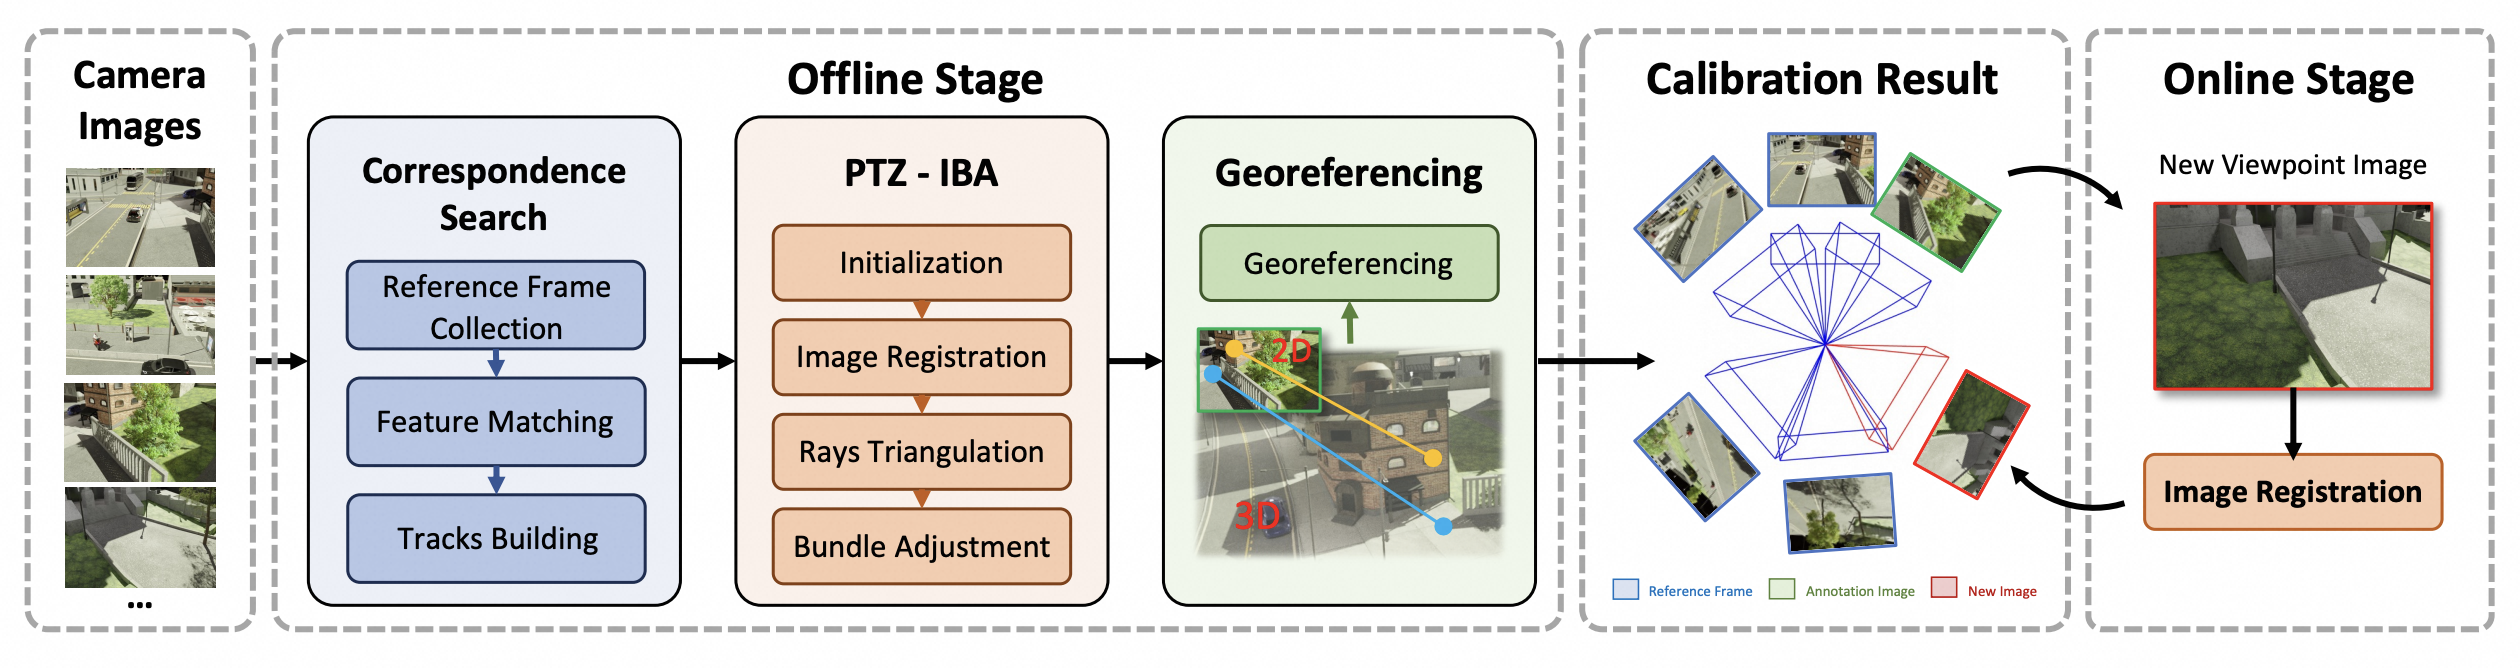 Camera
Images
...
Offline Stage
Correspondence
Search
Reference Frame
Collection
Feature Matching
Tracks Building
PTZ - IBA
Initialization
Image Registration
Rays Triangulation
Bundle Adjustment
Georeferencing
Georeferencing
2D
3D
Calibration Result
Reference Frame
Annotation Image
New Image
Online Stage
New Viewpoint Image
Image Registration